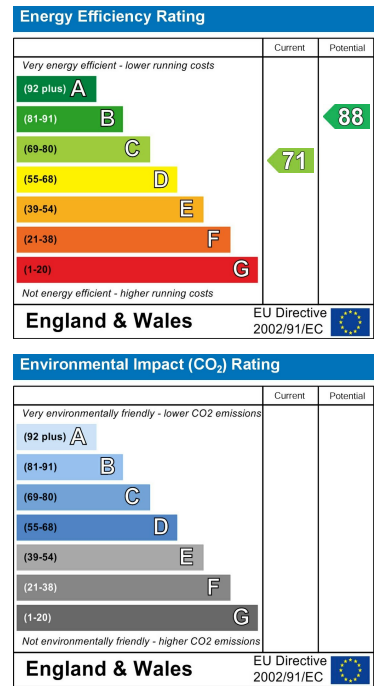 Energy Efficiency Rating
Current Potential
Very energy efficient - lower running costs
(92 plus) A
(81-91) B
(69-80) C
(55-68) D
(39-54) E
(21-38) F
(1-20) G
71
88
Not energy efficient - higher running costs
England & Wales
EU Directive
2002/91/EC
Environmental Impact (CO₂) Rating
Current Potential
Very environmentally friendly - lower CO2 emissions
(92 plus) A
(81-91) B
(69-80) C
(55-68) D
(39-54) E
(21-38) F
(1-20) G
Not environmentally friendly - higher CO2 emissions
England & Wales
EU Directive
2002/91/EC